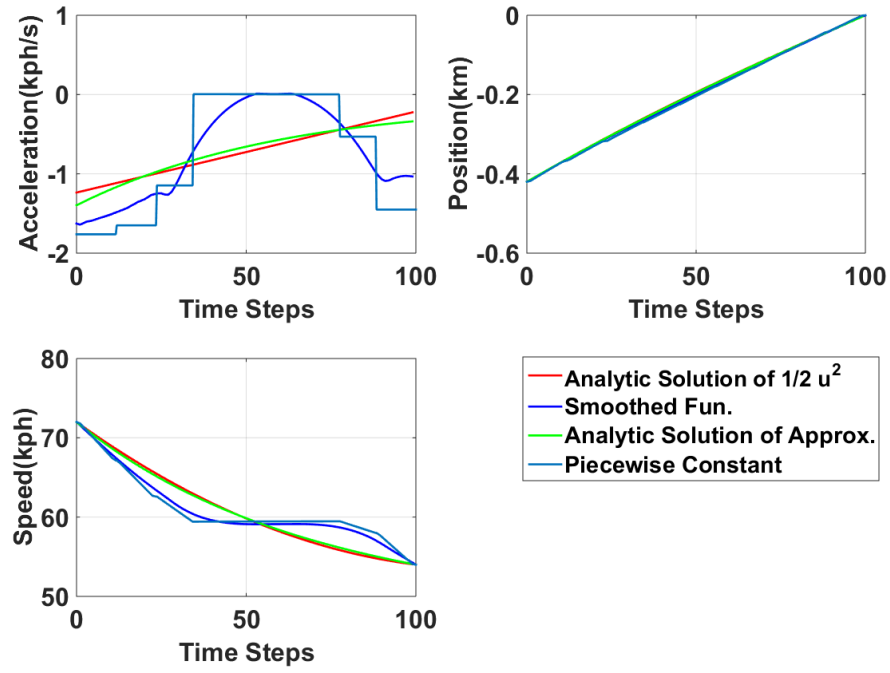 1
0
-1
-2
Acceleration(kph/s)
0 50 100
Time Steps
0
-0.2
-0.4
-0.6
Position(km)
0 50 100
Time Steps
80
70
60
50
Speed(kph)
0 50 100
Time Steps
Analytic Solution of 1/2 u^2
Smoothed Fun.
Analytic Solution of Approx.
Piecewise Constant